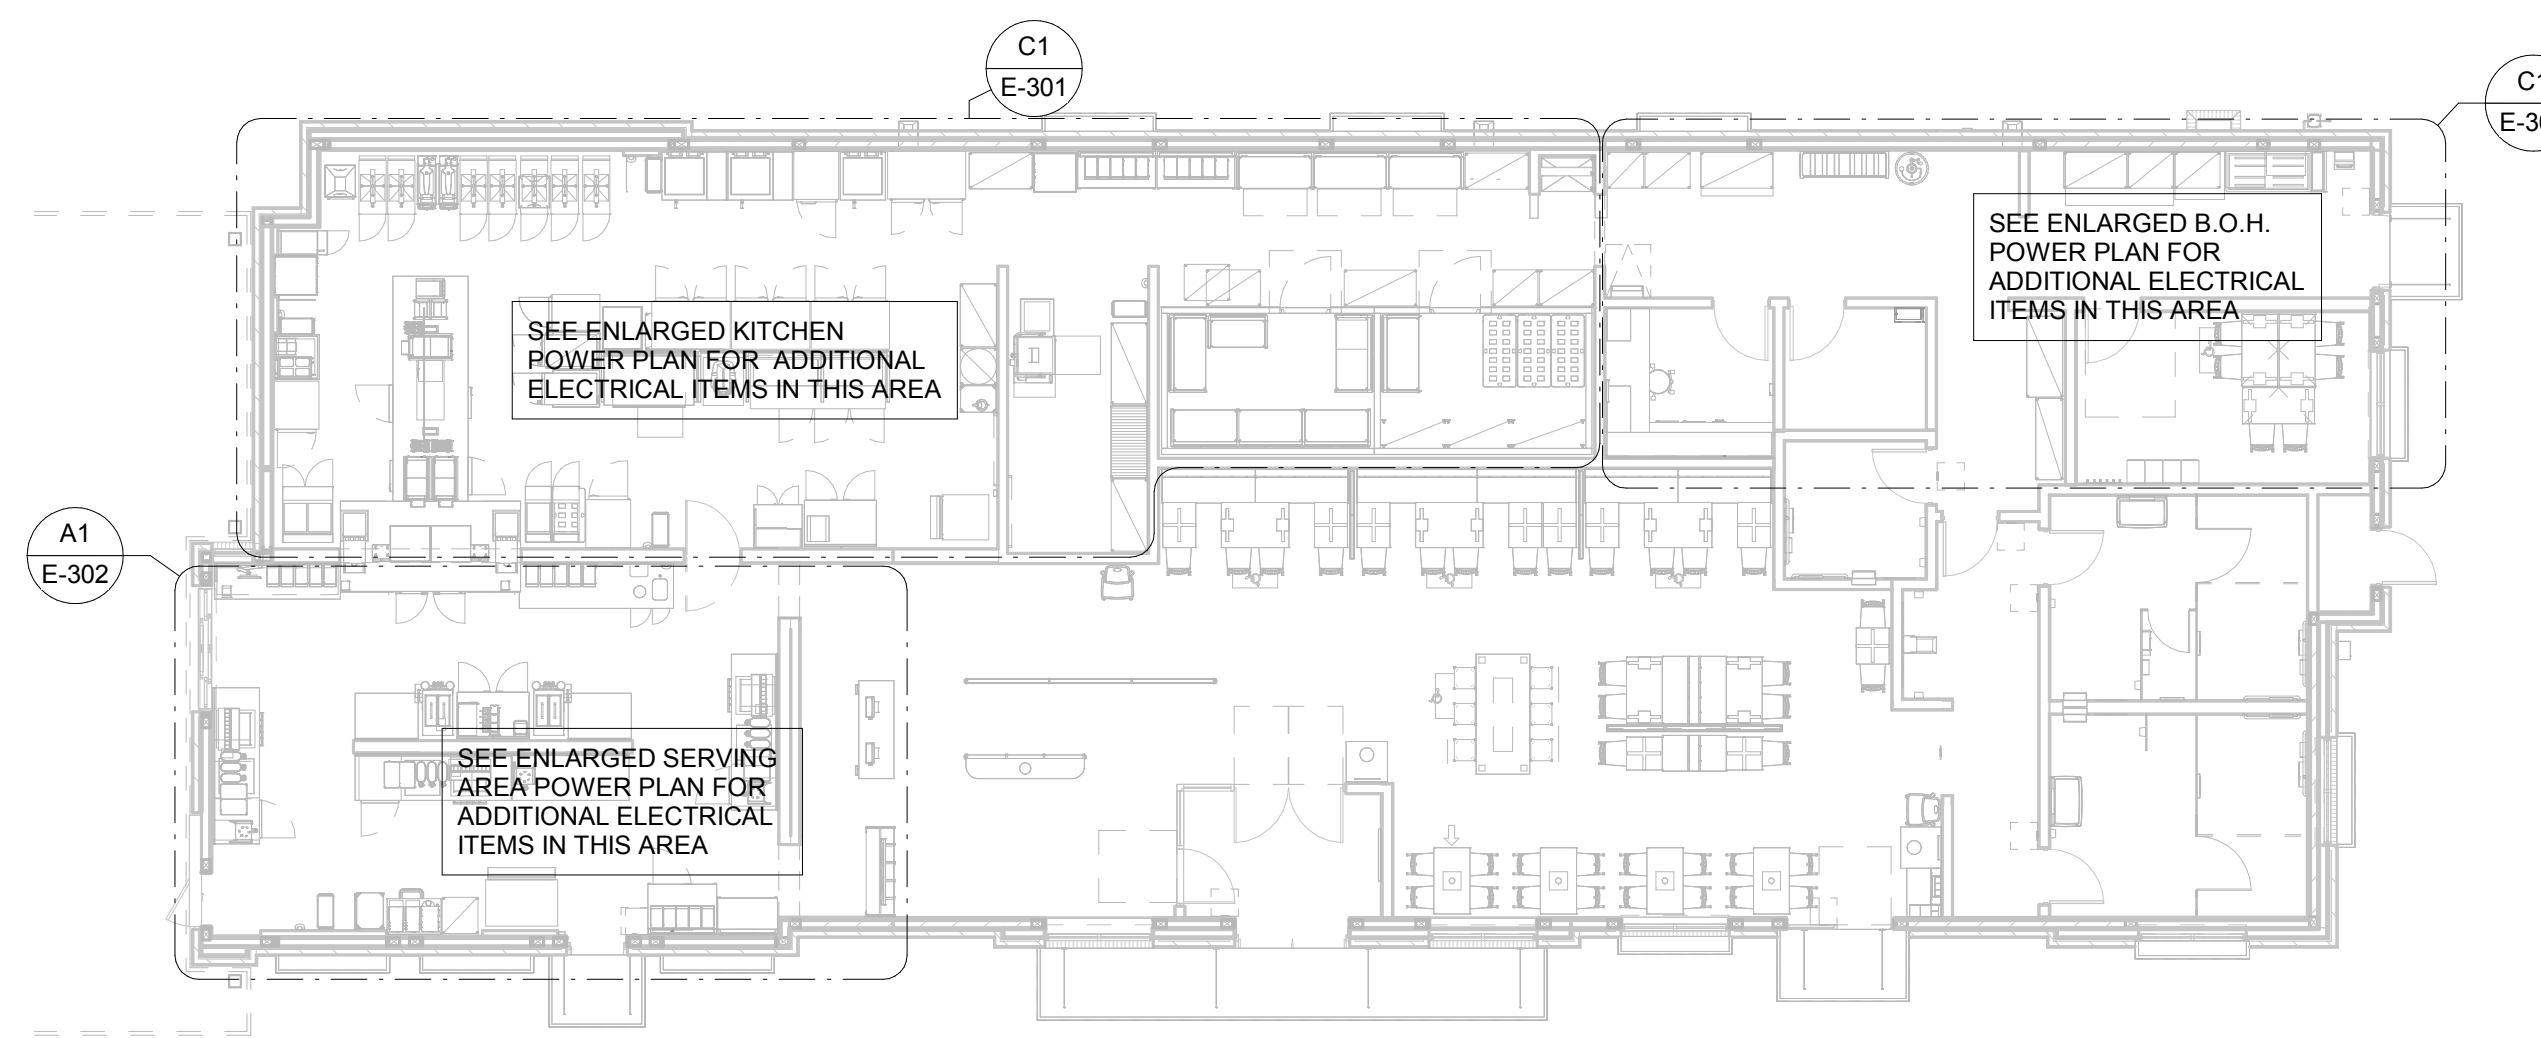 C1
E-301
C1
SEE ENLARGED B.O.H.
POWER PLAN FOR
ADDITIONAL ELECTRICAL
ITEMS IN THIS AREA
SEE ENLARGED KITCHEN
POWER PLAN FOR ADDITIONAL
ELECTRICAL ITEMS IN THIS AREA
A1
E-302
SEE ENLARGED SERVING
AREA POWER PLAN FOR
ADDITIONAL ELECTRICAL
ITEMS IN THIS AREA